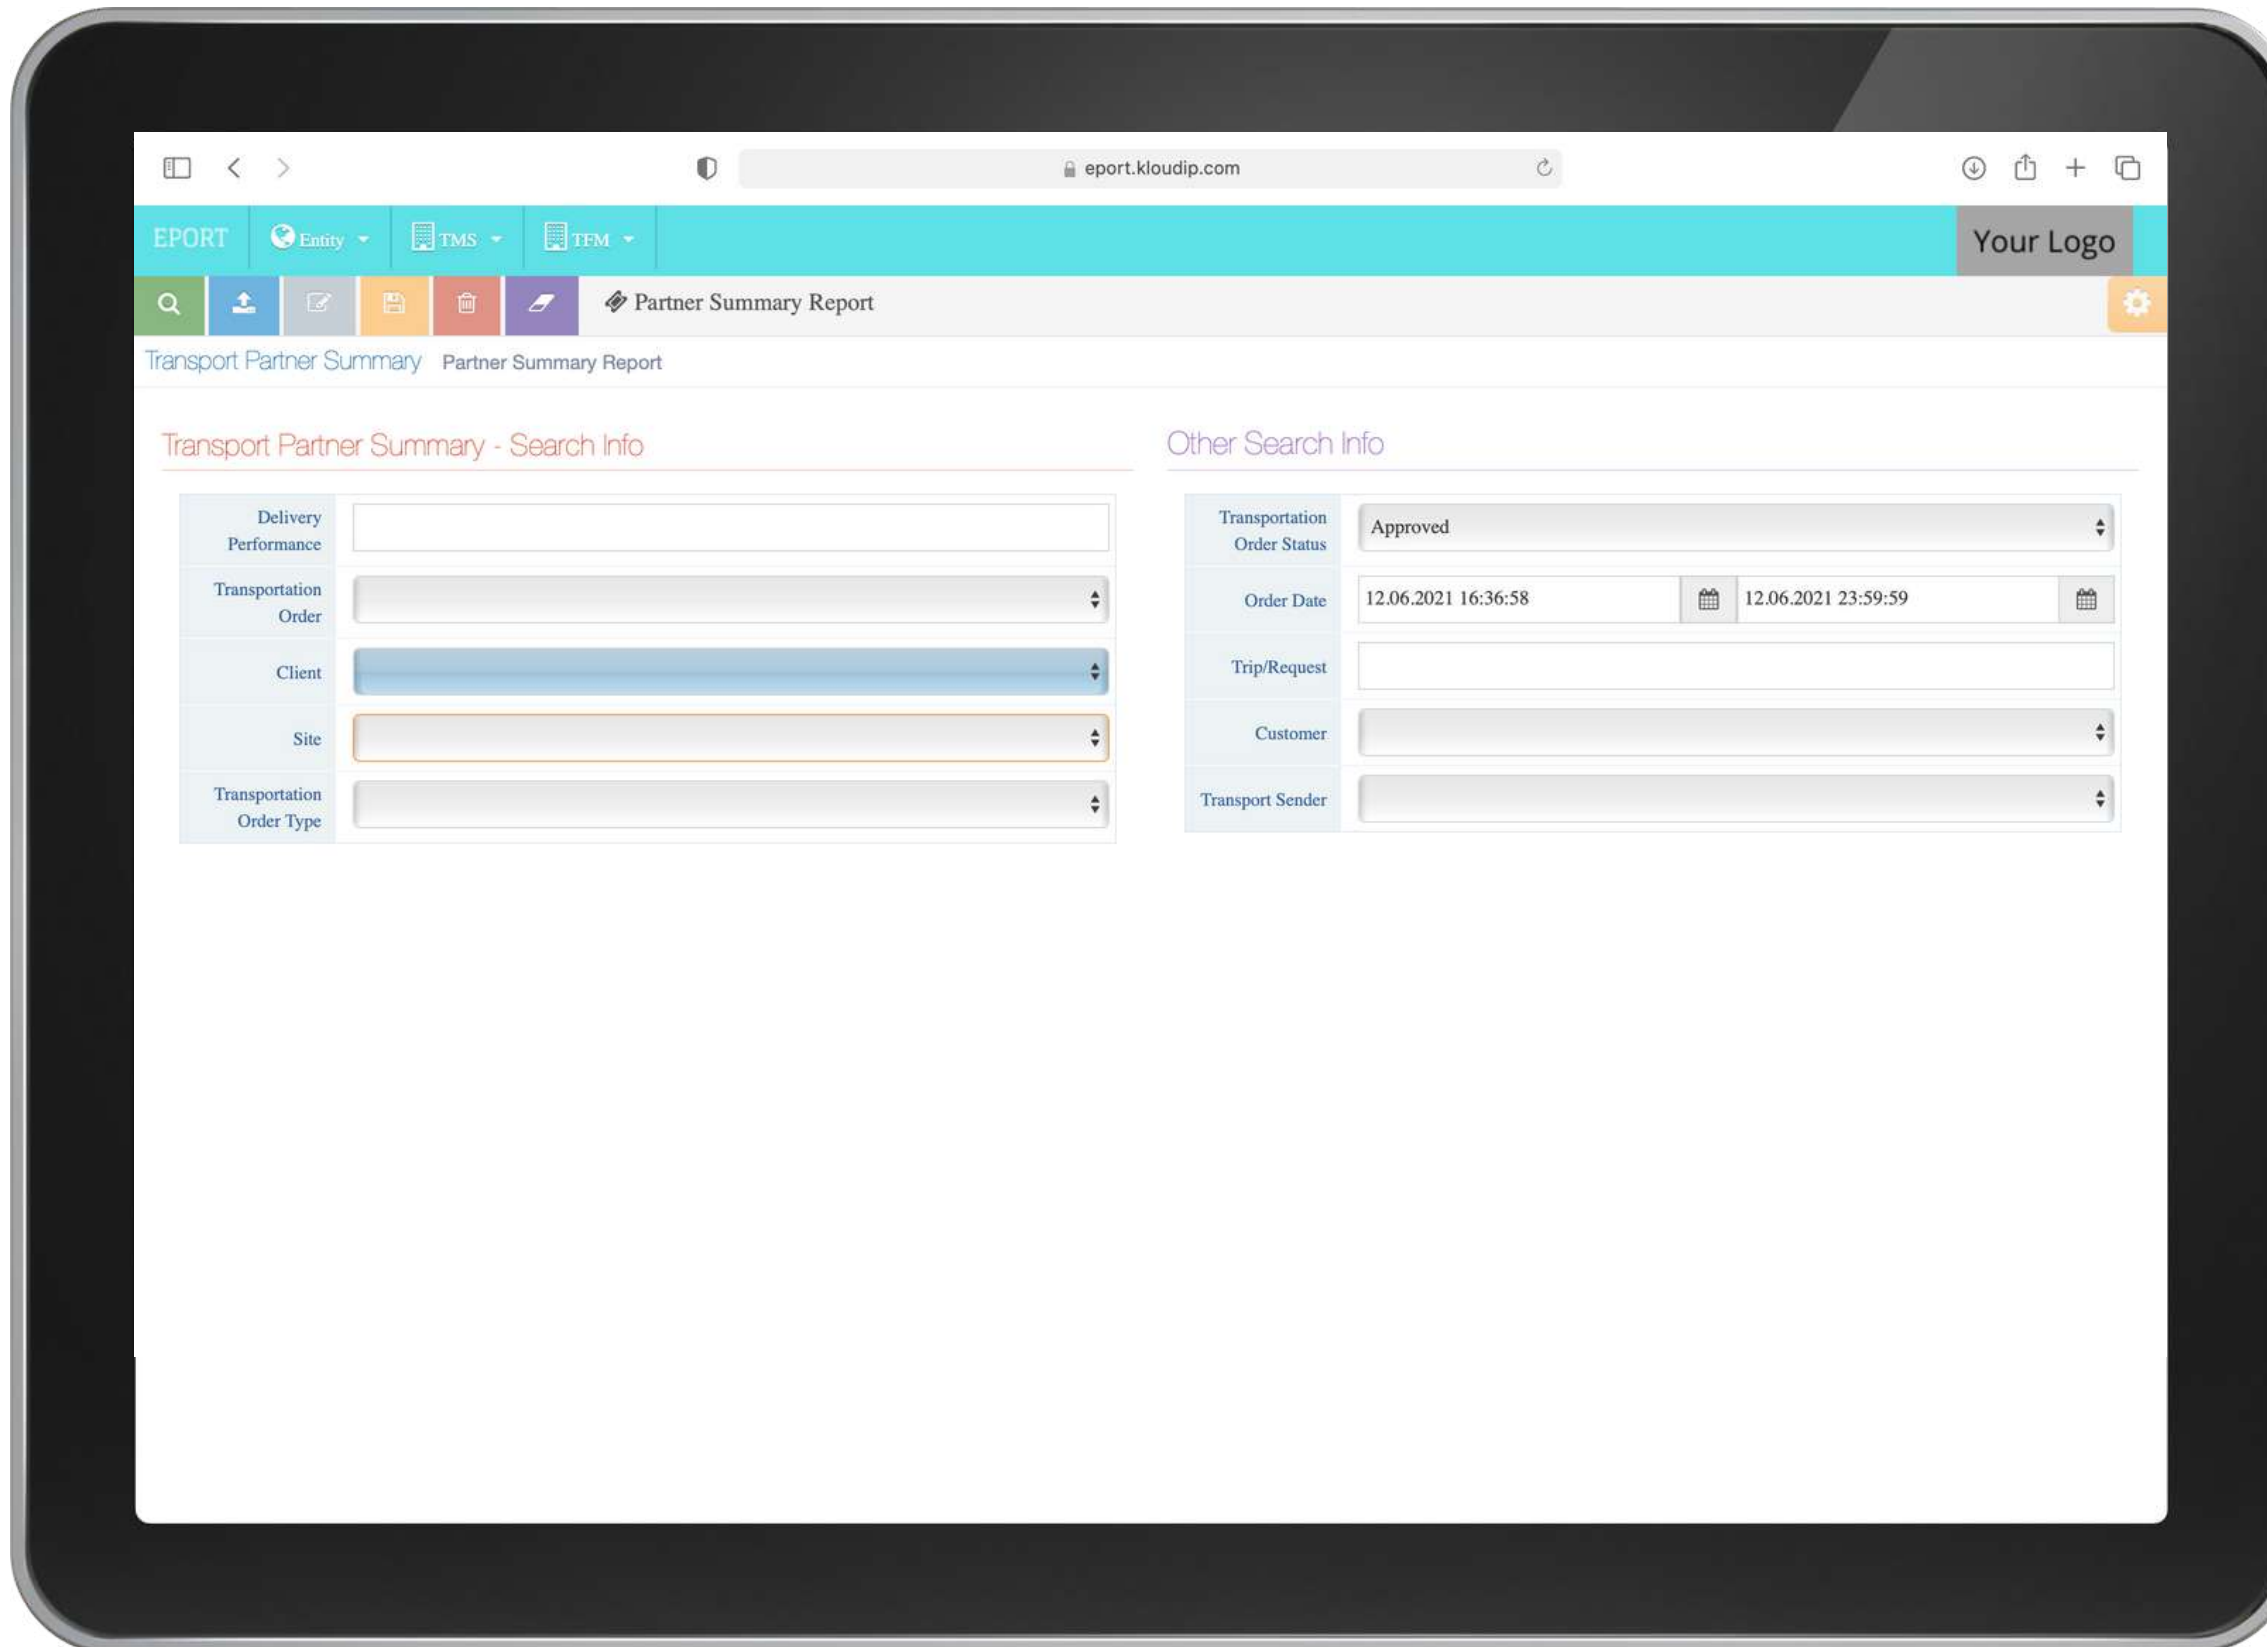 eport.kloudip.com
EPORT Entity TMS TFM Your Logo
Partner Summary Report
Transport Partner Summary Partner Summary Report
Transport Partner Summary - Search Info
Delivery
Performance
Transportation
Order
Client
Site
Transportation
Order Type
Other Search Info
Transportation
Order Status
Approved
Order Date 12.06.2021 16:36:58 12.06.2021 23:59:59
Trip/Request
Customer
Transport Sender